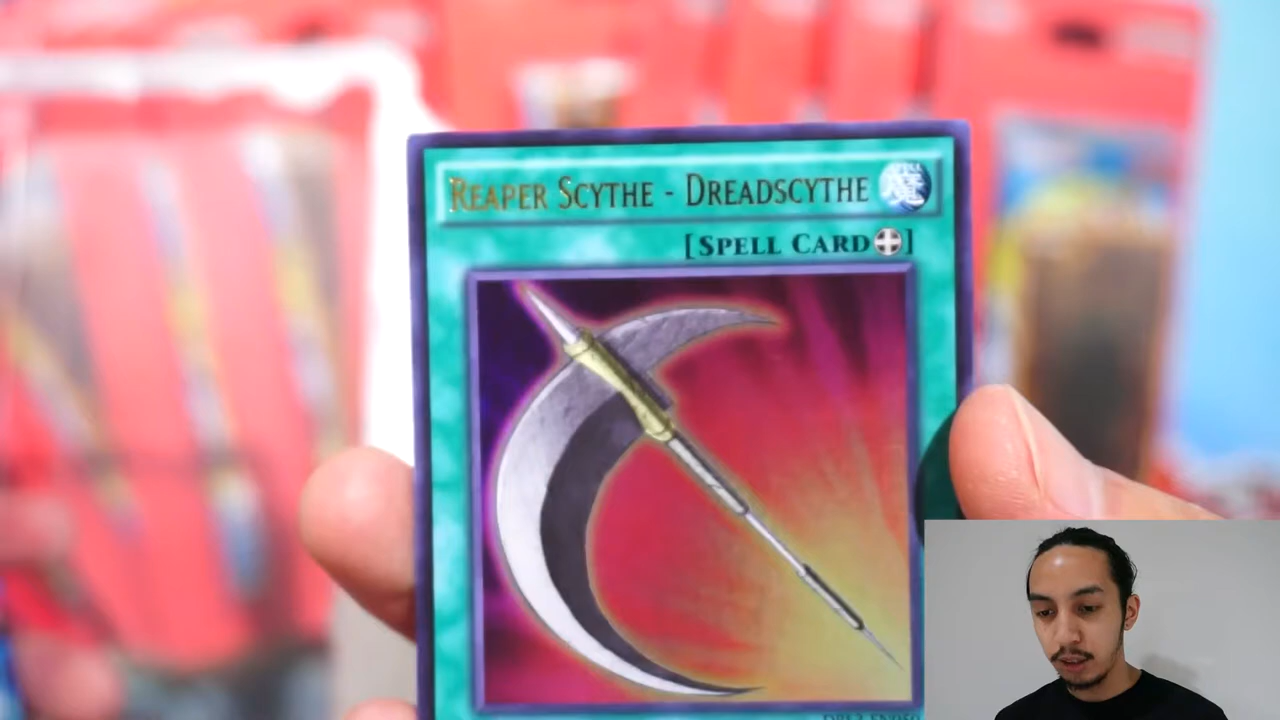 REAPER SCYTHE - DREADSCYTHE 魔
[SPELL CARD]